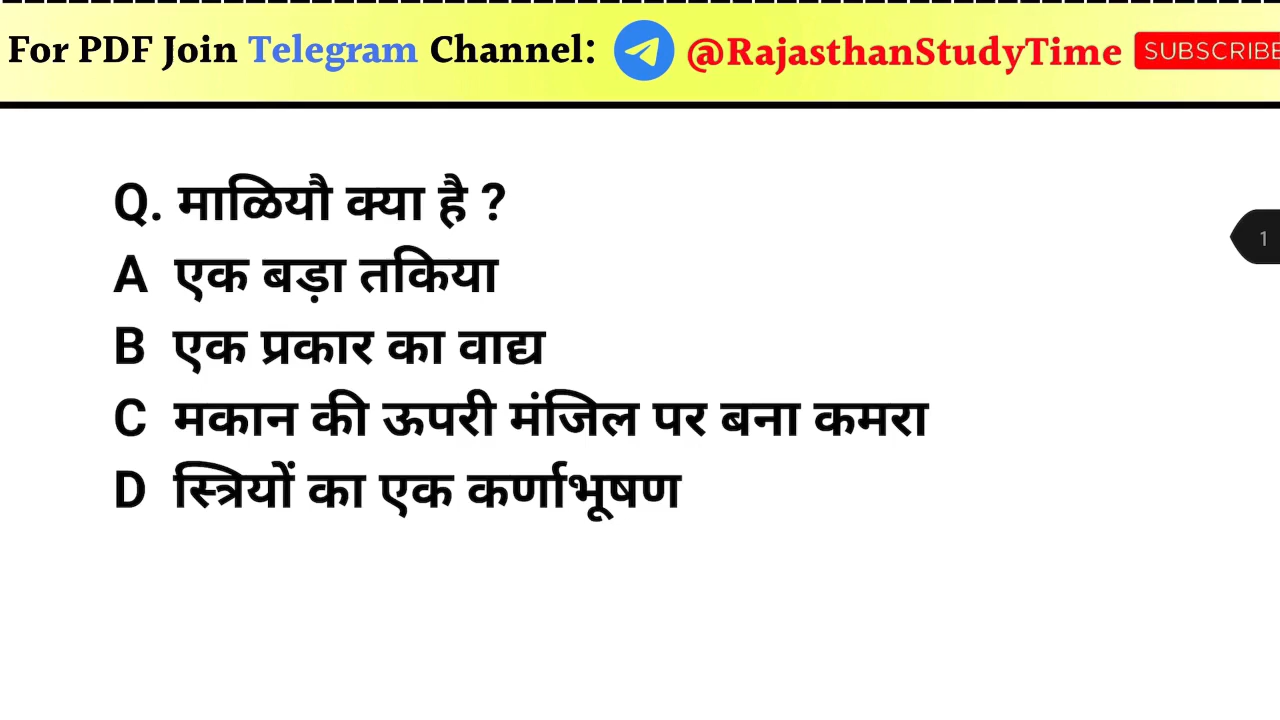 For PDF Join Telegram Channel: @RajasthanStudyTime SUBSCRIBE
Q. माळियौ क्या है ?
1
A एक बड़ा तकिया
B एक प्रकार का वाद्य
C मकान की ऊपरी मंजिल पर बना कमरा
D स्त्रियों का एक कर्णाभूषण